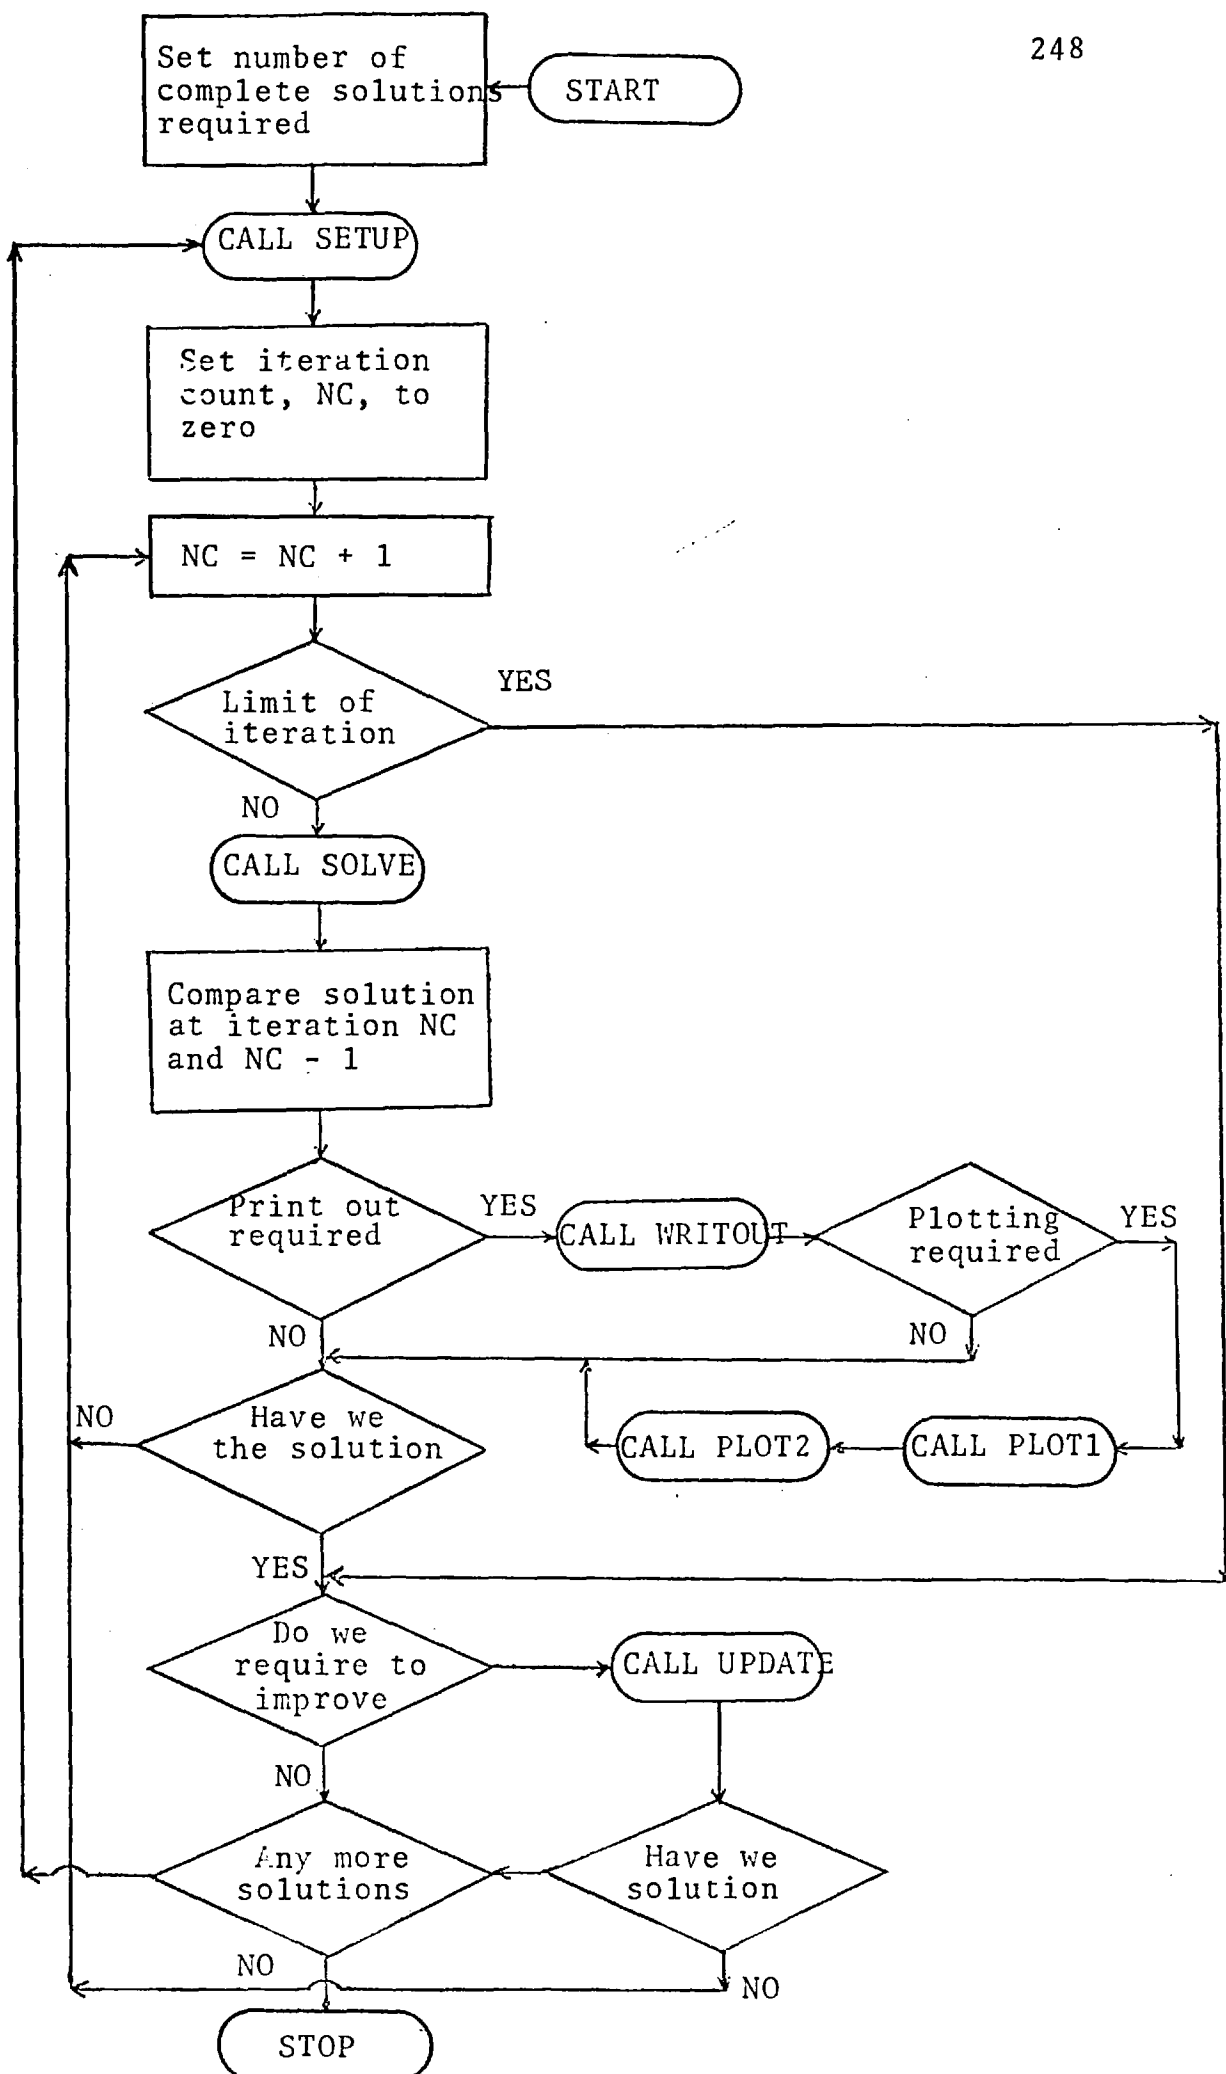 248
Set number of
complete solutions
required
START
CALL SETUP
Set iteration
count, NC, to
zero
NC = NC + 1
YES
Limit of
iteration
NO
CALL SOLVE
Compare solution
at iteration NC
and NC - 1
Print out
required
YES
CALL WRITOUT
Plotting
required
YES
NO
NO
NO
Have we
the solution
CALL PLOT2
CALL PLOT1
YES
Do we
require to
improve
CALL UPDATE
NO
Any more
solutions
Have we
solution
NO
NO
STOP